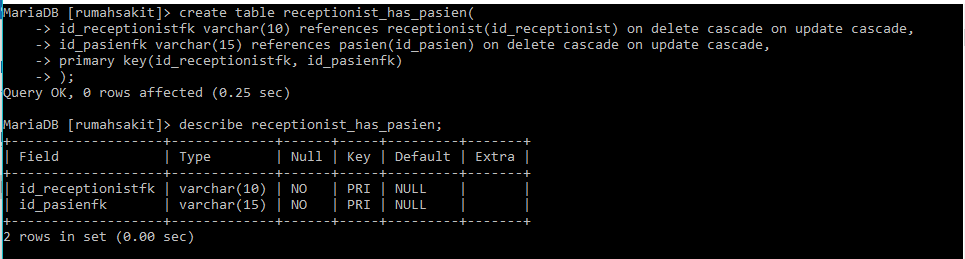 MariaDB [rumahsakit]> create table receptionist_has_pasien(
    -> id_receptionistfk varchar(10) references receptionist(id_receptionist) on delete cascade on update cascade,
    -> id_pasienfk varchar(15) references pasien(id_pasien) on delete cascade on update cascade,
    -> primary key(id_receptionistfk, id_pasienfk)
    -> );
Query OK, 0 rows affected (0.25 sec)

MariaDB [rumahsakit]> describe receptionist_has_pasien;
+-------------------+-------------+------+-----+---------+-------+
| Field             | Type        | Null | Key | Default | Extra |
+-------------------+-------------+------+-----+---------+-------+
| id_receptionistfk | varchar(10) | NO   | PRI | NULL    |       |
| id_pasienfk       | varchar(15) | NO   | PRI | NULL    |       |
+-------------------+-------------+------+-----+---------+-------+
2 rows in set (0.00 sec)